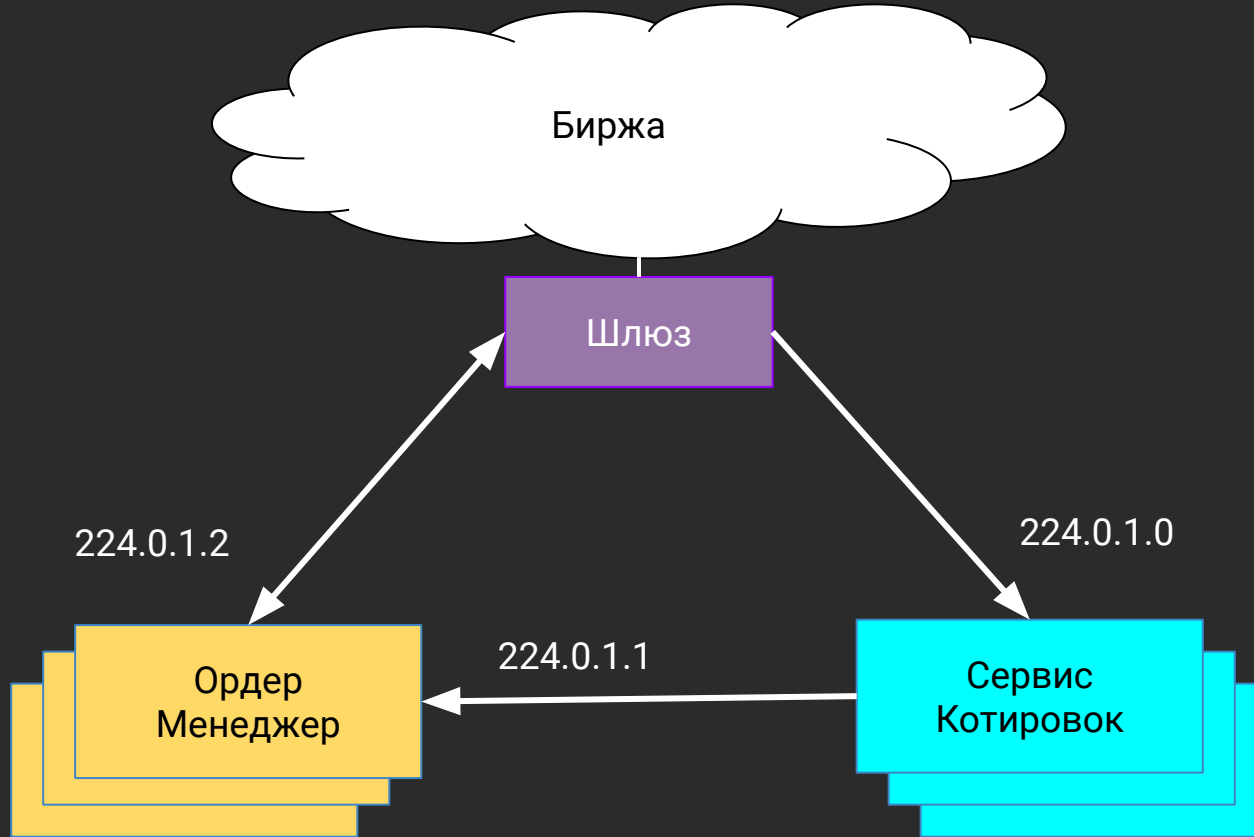 Биржа
Шлюз
224.0.1.2
224.0.1.0
224.0.1.1
Ордер
Менеджер
Сервис
Котировок